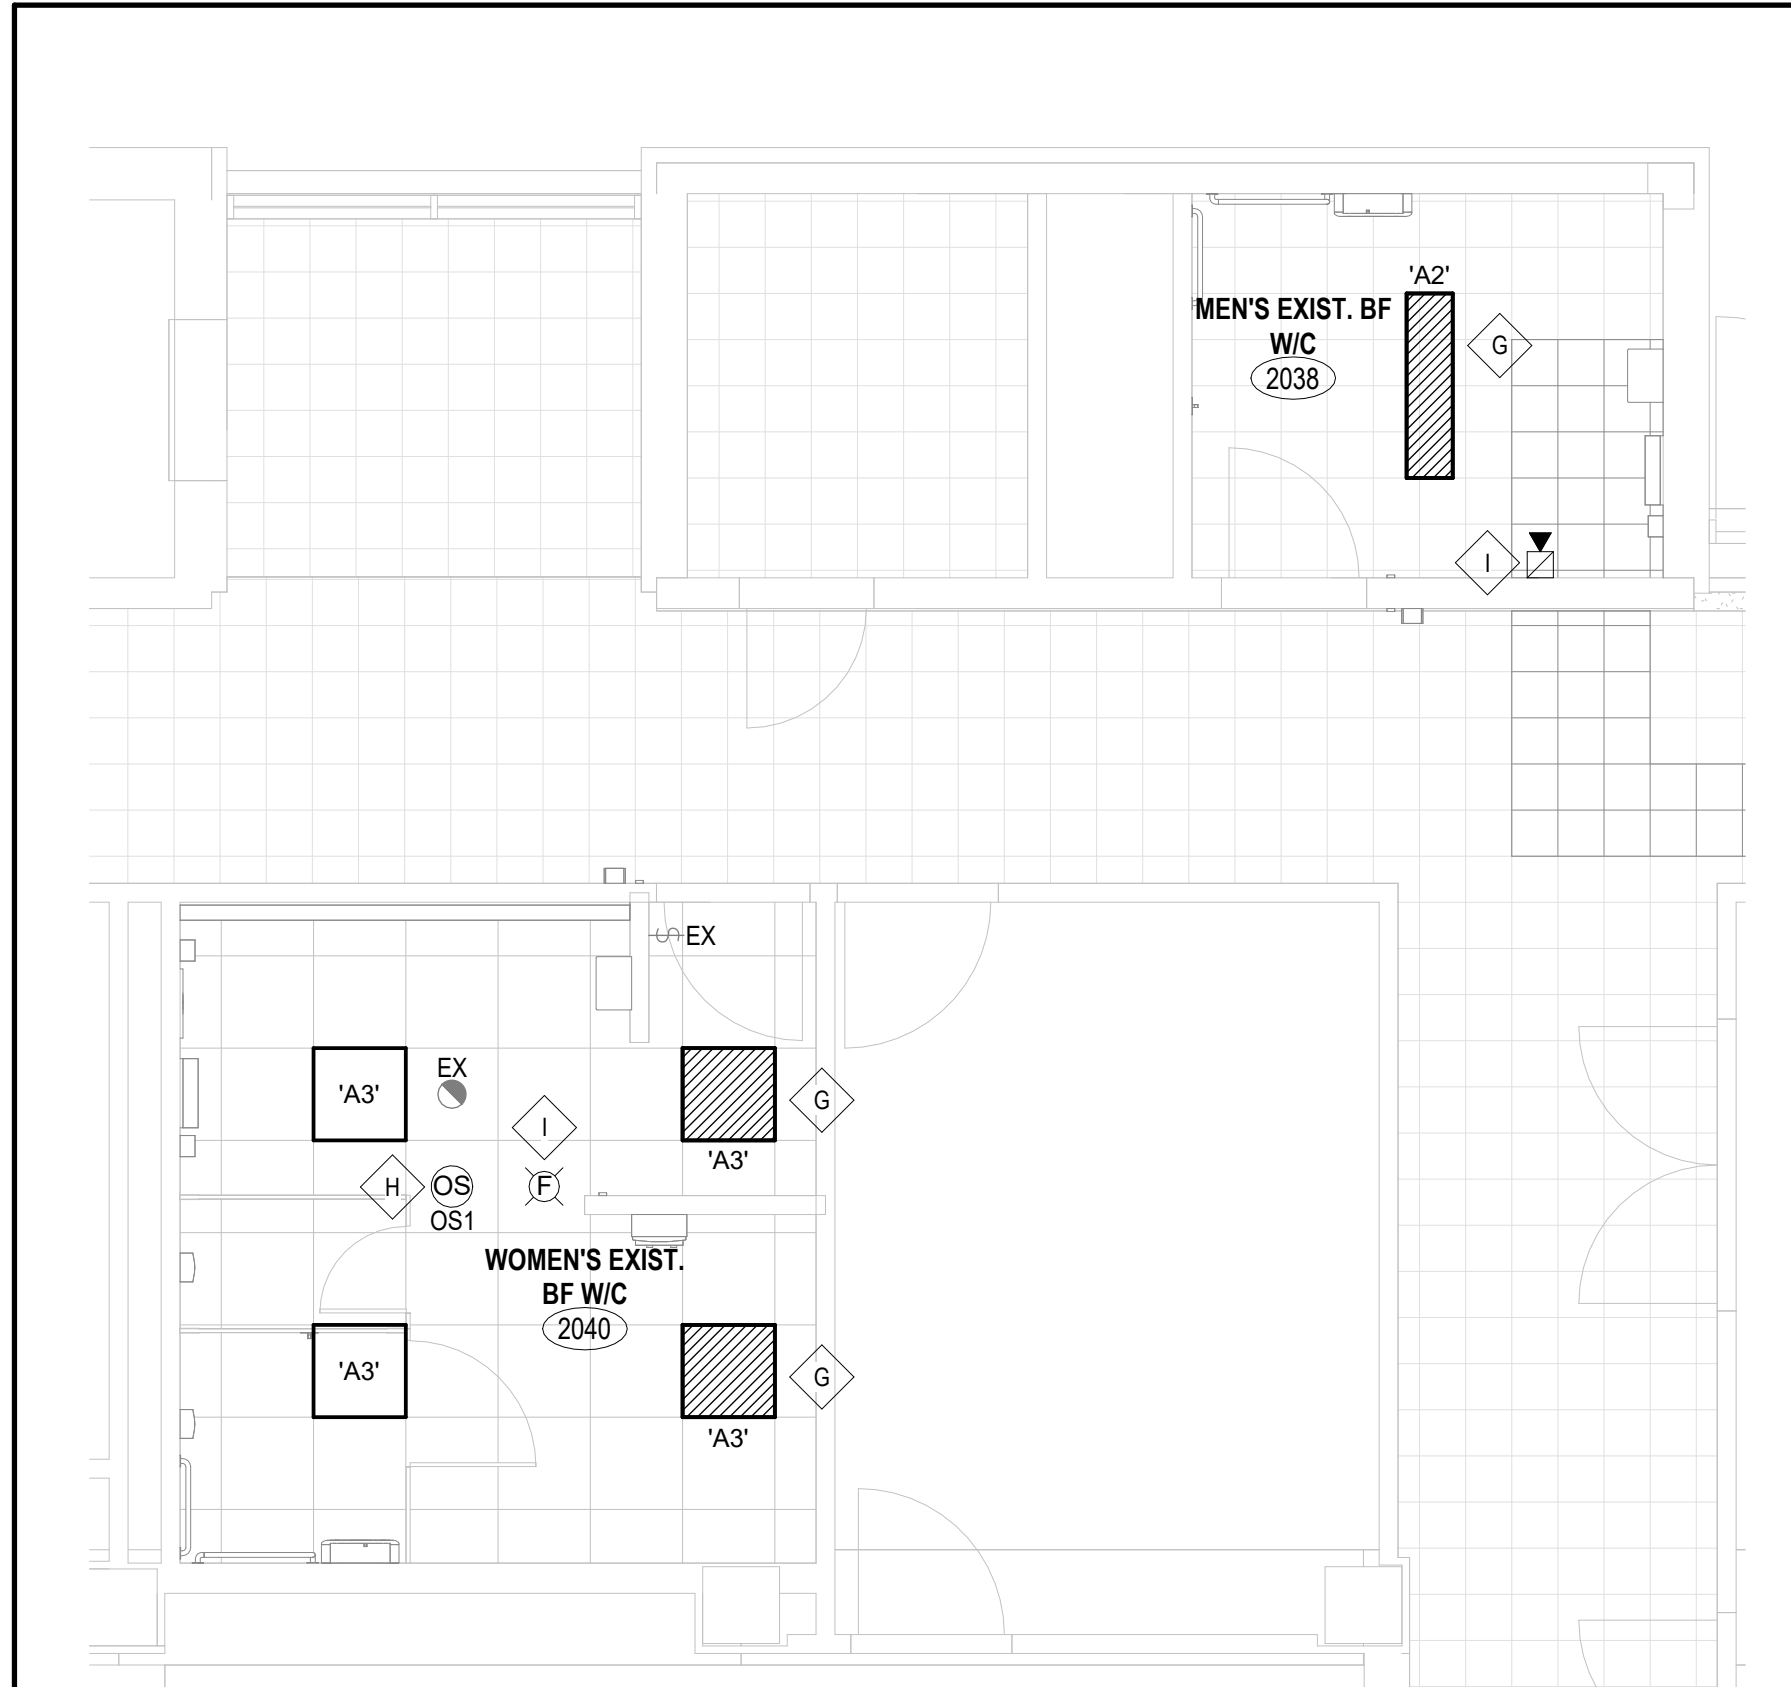 'A2'
MEN'S EXIST. BF
W/C
2038
G
I
EX
EX
'A3'
I
G
'A3'
H
OS
F
OS1
WOMEN'S EXIST.
BF W/C
2040
'A3'
G
'A3'